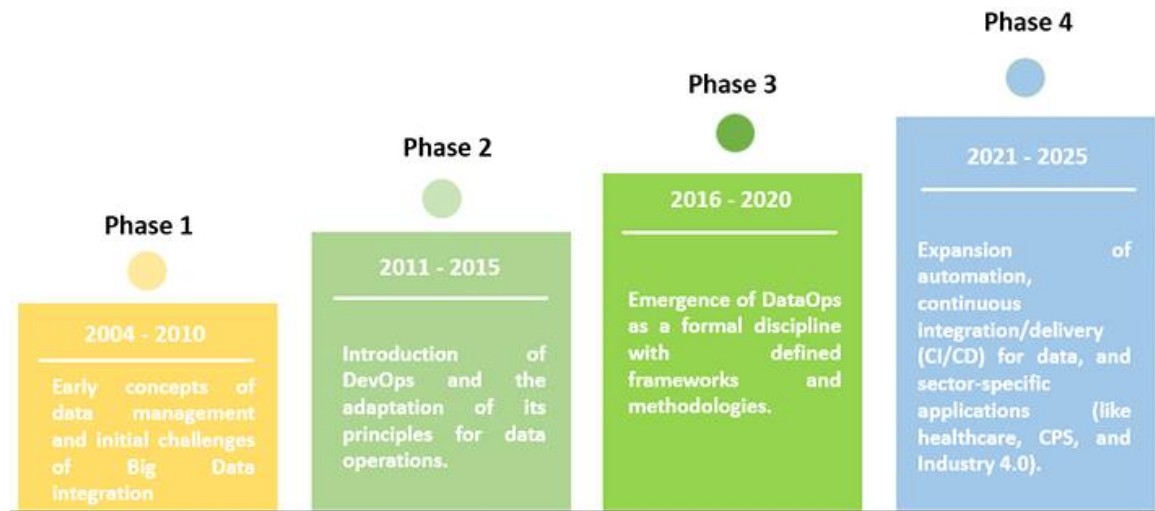 Phase 1
2004 - 2010
Early concepts of
data management
and initial challenges
of Big Data
integration
Phase 2
2011 - 2015
Introduction of
DevOps and the
adaptation of its
principles for data
operations.
Phase 3
2016 - 2020
Emergence of DataOps
as a formal discipline
with defined
frameworks and
methodologies.
Phase 4
2021 - 2025
Expansion of
automation,
continuous
integration/delivery
(CI/CD) for data, and
sector-specific
applications (like
healthcare, CPS, and
Industry 4.0).